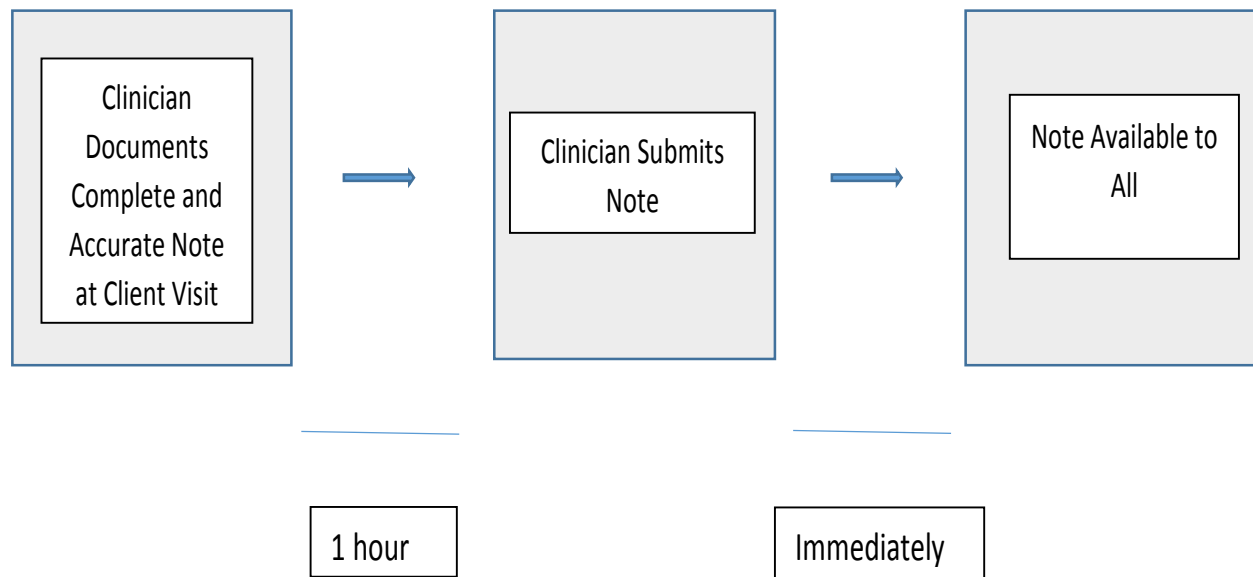 Clinician
Documents
Complete and
Accurate Note
at Client Visit
Clinician Submits
Note
Note Available to
All
1 hour
Immediately